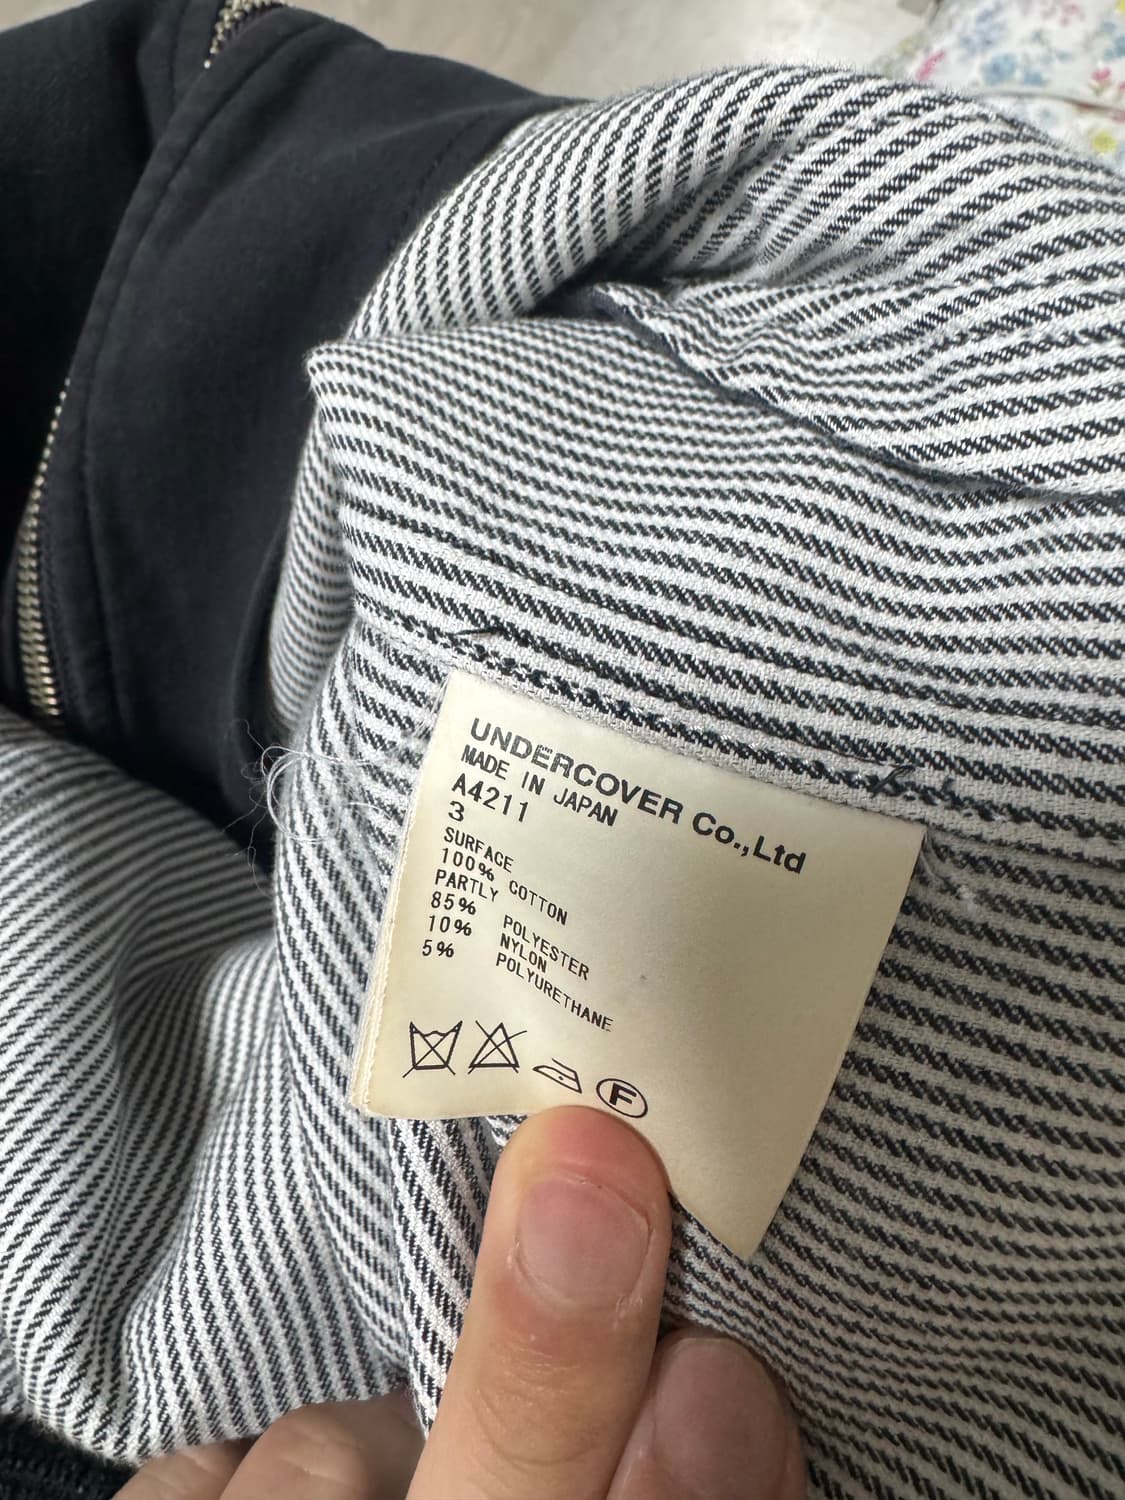 UNDERCOVER Co.,Ltd
MADE IN JAPAN
A4211
3
SURFACE
100% COTTON
PARTLY
85% POLYESTER
10% NYLON
5% POLYURETHANE
F